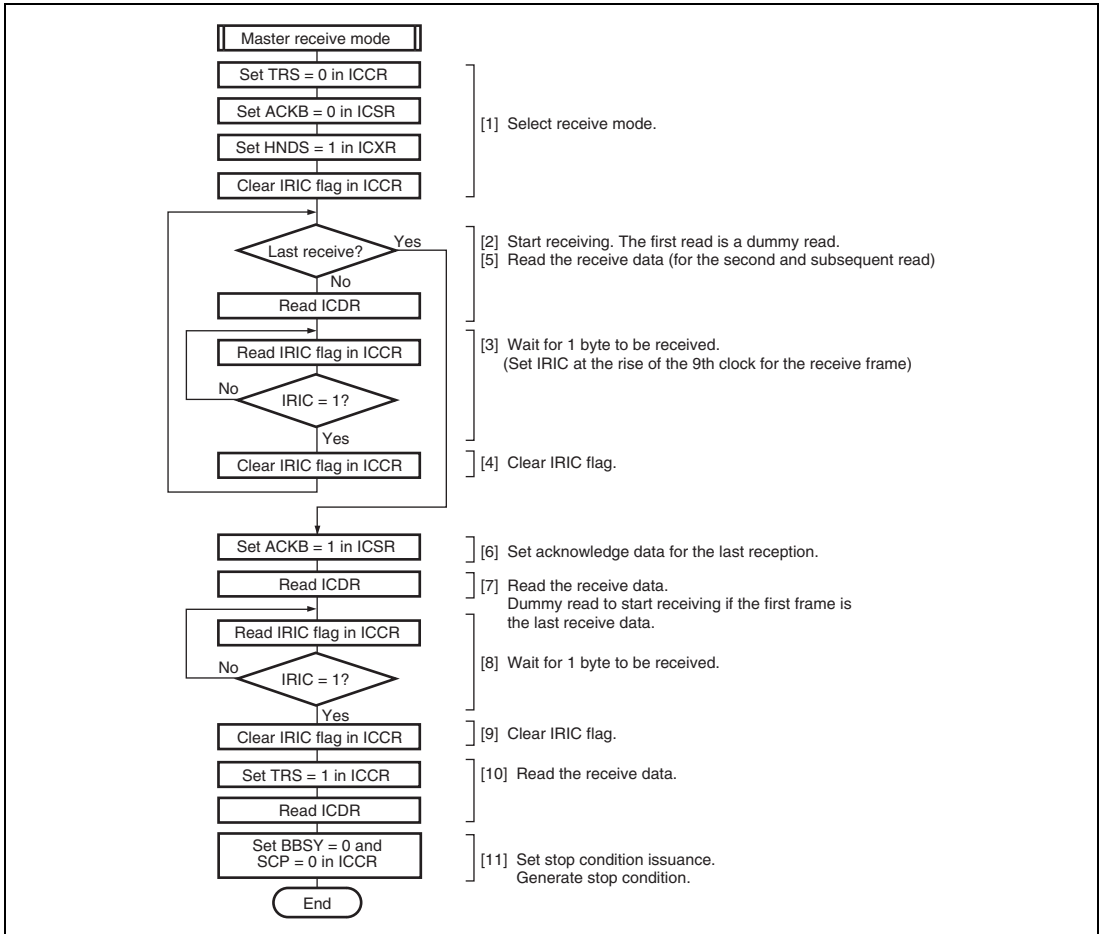 Master receive mode
Set TRS = 0 in ICCR
Set ACKB = 0 in ICSR
[1] Select receive mode.
Set HNDS = 1 in ICXR
Clear IRIC flag in ICCR
Last receive?
Yes
No
[2] Start receiving. The first read is a dummy read.
[5] Read the receive data (for the second and subsequent read)
Read ICDR
Read IRIC flag in ICCR
[3] Wait for 1 byte to be received.
(Set IRIC at the rise of the 9th clock for the receive frame)
No
IRIC = 1?
Yes
Clear IRIC flag in ICCR
[4] Clear IRIC flag.
Set ACKB = 1 in ICSR
[6] Set acknowledge data for the last reception.
Read ICDR
[7] Read the receive data.
Dummy read to start receiving if the first frame is
the last receive data.
Read IRIC flag in ICCR
No
IRIC = 1?
[8] Wait for 1 byte to be received.
Yes
Clear IRIC flag in ICCR
[9] Clear IRIC flag.
Set TRS = 1 in ICCR
[10] Read the receive data.
Read ICDR
Set BBSY = 0 and
SCP = 0 in ICCR
[11] Set stop condition issuance.
Generate stop condition.
End